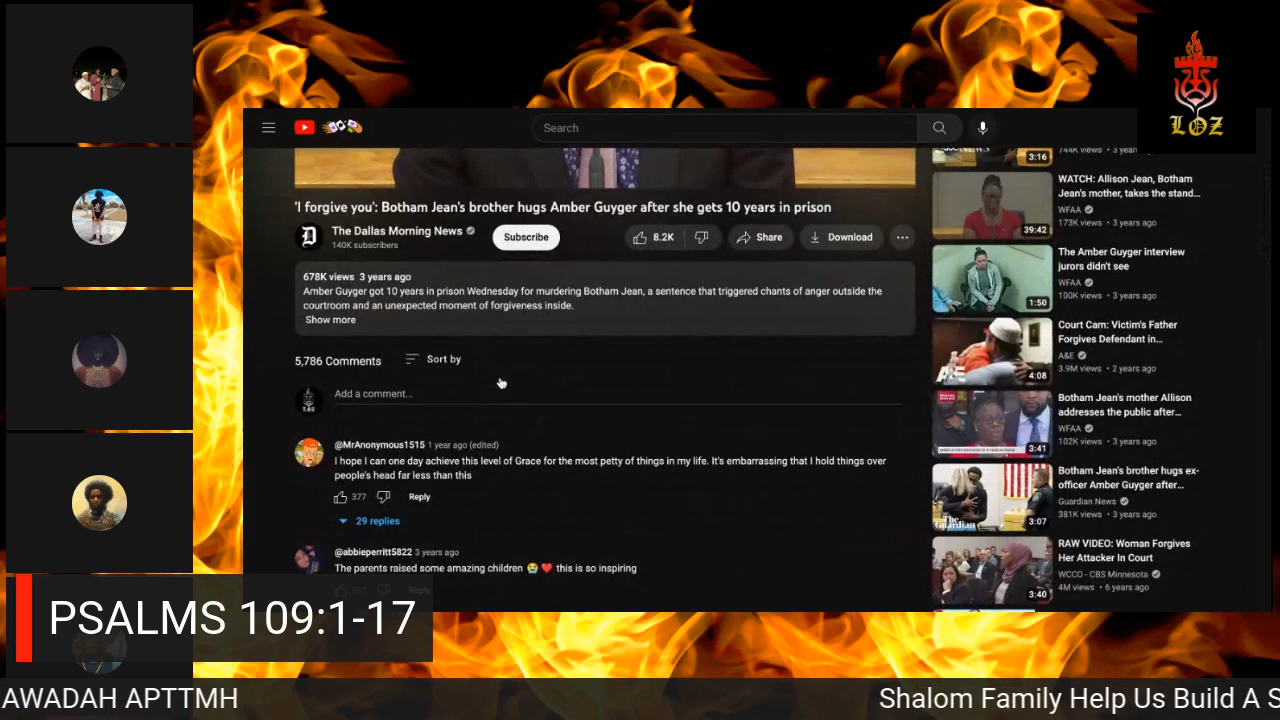 LOZ
Search
3:16
744K views • 3 years
'I forgive you': Botham Jean's brother hugs Amber Guyger after she gets 10 years in prison
The Dallas Morning News
140K subscribers
Subscribe
8.2K
Share
Download
678K views 3 years ago
Amber Guyger got 10 years in prison Wednesday for murdering Botham Jean, a sentence that triggered chants of anger outside the
courtroom and an unexpected moment of forgiveness inside.
Show more
5,786 Comments
Sort by
Add a comment...
@MrAnonymous1515 1 year ago (edited)
I hope I can one day achieve this level of Grace for the most petty of things in my life. It's embarrassing that I hold things over
people's head far less than this
377
Reply
29 replies
@abbieperritt5822 3 years ago
The parents raised some amazing children 😭 ❤️ this is so inspiring
Reply
WATCH: Allison Jean, Botham
Jean's mother, takes the stand...
WFAA
173K views • 3 years ago
39:42
The Amber Guyger interview
jurors didn't see
WFAA
100K views • 3 years ago
1:50
Court Cam: Victim's Father
Forgives Defendant in...
A&E
3.9M views • 2 years ago
A&E
4:08
Botham Jean's mother Allison
addresses the public after...
WFAA
102K views • 3 years ago
3:41
Botham Jean's brother hugs ex-
officer Amber Guyger after...
Guardian News
381K views • 3 years ago
The
Guardian
3:07
RAW VIDEO: Woman Forgives
Her Attacker In Court
WCCO - CBS Minnesota
4M views • 6 years ago
3:40
PSALMS 109:1-17
AWADAH APTTMH
Shalom Family Help Us Build A S